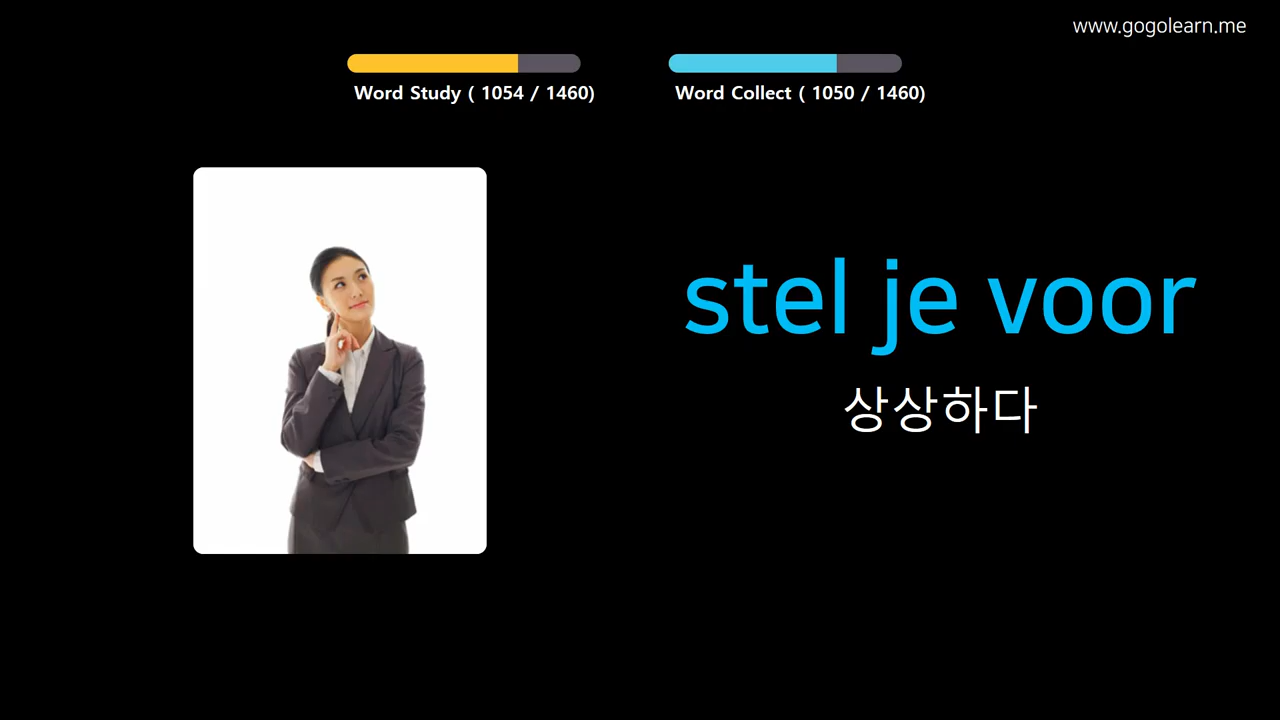 www.gogolearn.me
Word Study ( 1054 / 1460)
Word Collect ( 1050 / 1460)
stel je voor
상상하다